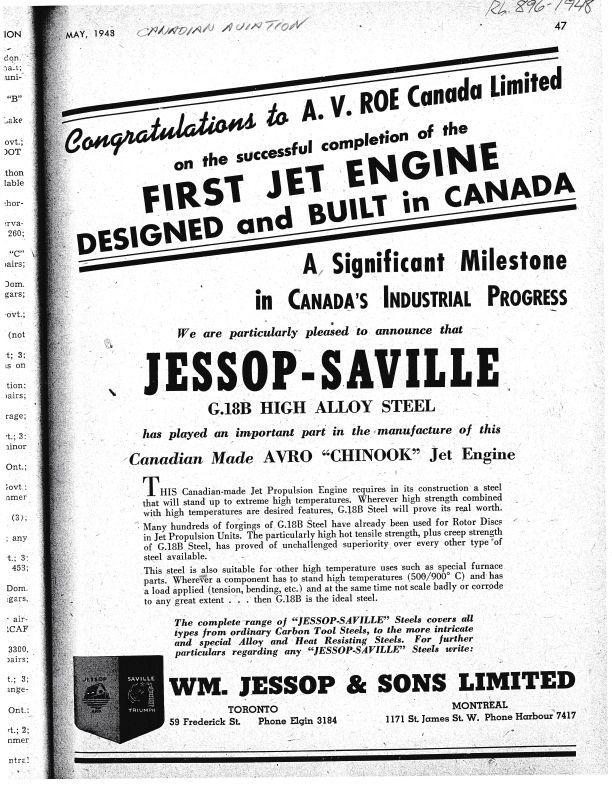 MAY, 1948
CANADIAN AVIATION
Rb. 896-1948
47
Congratulations to A. V. ROE Canada Limited
on the successful completion of the
FIRST JET ENGINE
DESIGNED and BUILT in CANADA
A Significant Milestone
in CANADA'S INDUSTRIAL PROGRESS
We are particularly pleased to announce that
JESSOP-SAVILLE
G.18B HIGH ALLOY STEEL
has played an important part in the manufacture of this
Canadian Made AVRO "CHINOOK" Jet Engine
THIS Canadian-made Jet Propulsion Engine requires in its construction a steel
that will stand up to extreme high temperatures. Wherever high strength combined
with high temperatures are desired features, G.18B Steel will prove its real worth.
Many hundreds of forgings of G.18B Steel have already been used for Rotor Discs
in Jet Propulsion Units. The particularly high hot tensile strength, plus creep strength
of G.18B Steel, has proved of unchallenged superiority over every other type of
steel available.
This steel is also suitable for other high temperature uses such as special furnace
parts. Wherever a component has to stand high temperatures (500/900° C) and has
a load applied (tension, bending, etc.) and at the same time not scale badly or corrode
to any great extent . . . then G.18B is the ideal steel.
The complete range of "JESSOP-SAVILLE" Steels covers all
types from ordinary Carbon Tool Steels, to the more intricate
and special Alloy and Heat Resisting Steels. For further
particulars regarding any "JESSOP-SAVILLE" Steels write:
JESSOP
SAVILLE
TRIUMPH
WM. JESSOP & SONS LIMITED
TORONTO
59 Frederick St. Phone Elgin 3184
MONTREAL
1171 St. James St. W. Phone Harbour 7417